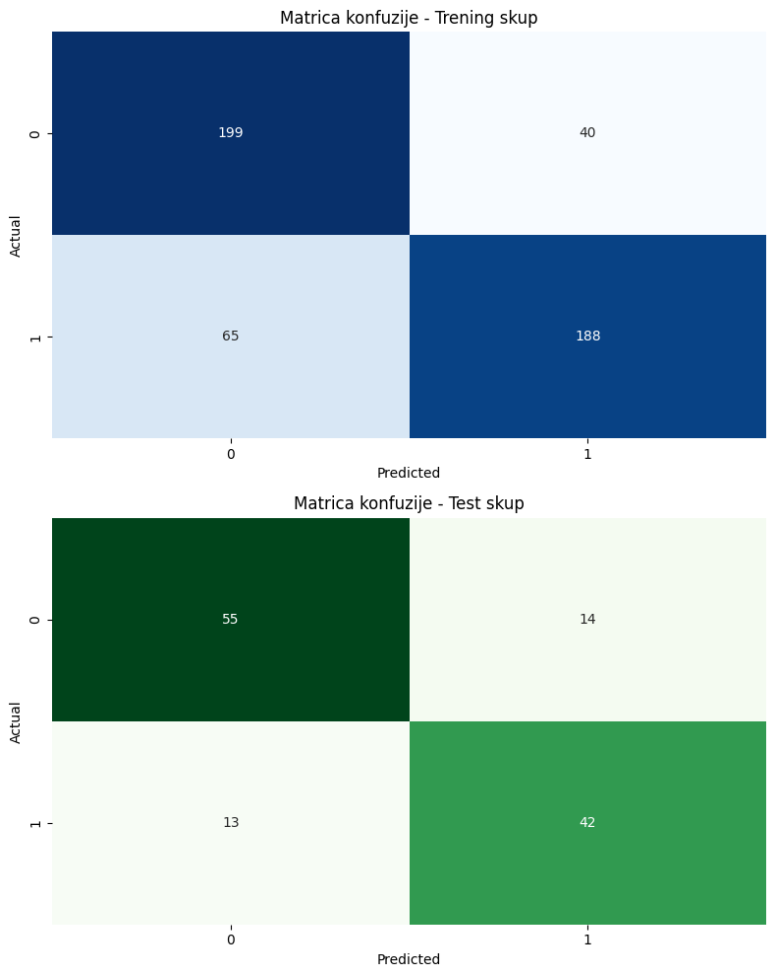 Matrica konfuzije - Trening skup
0
199
40
Actual
1
65
188
0
1
Predicted
Matrica konfuzije - Test skup
0
55
14
Actual
1
13
42
0
1
Predicted